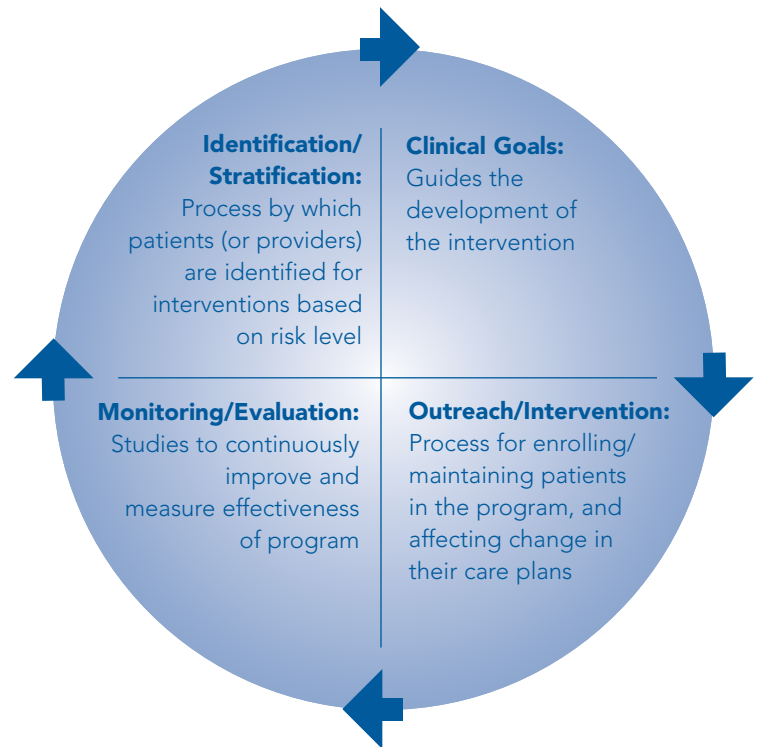 Identification/
Stratification:
Process by which
patients (or providers)
are identified for
interventions based
on risk level
Clinical Goals:
Guides the
development of
the intervention
Monitoring/Evaluation:
Studies to continuously
improve and
measure effectiveness
of program
Outreach/Intervention:
Process for enrolling/
maintaining patients
in the program, and
affecting change in
their care plans